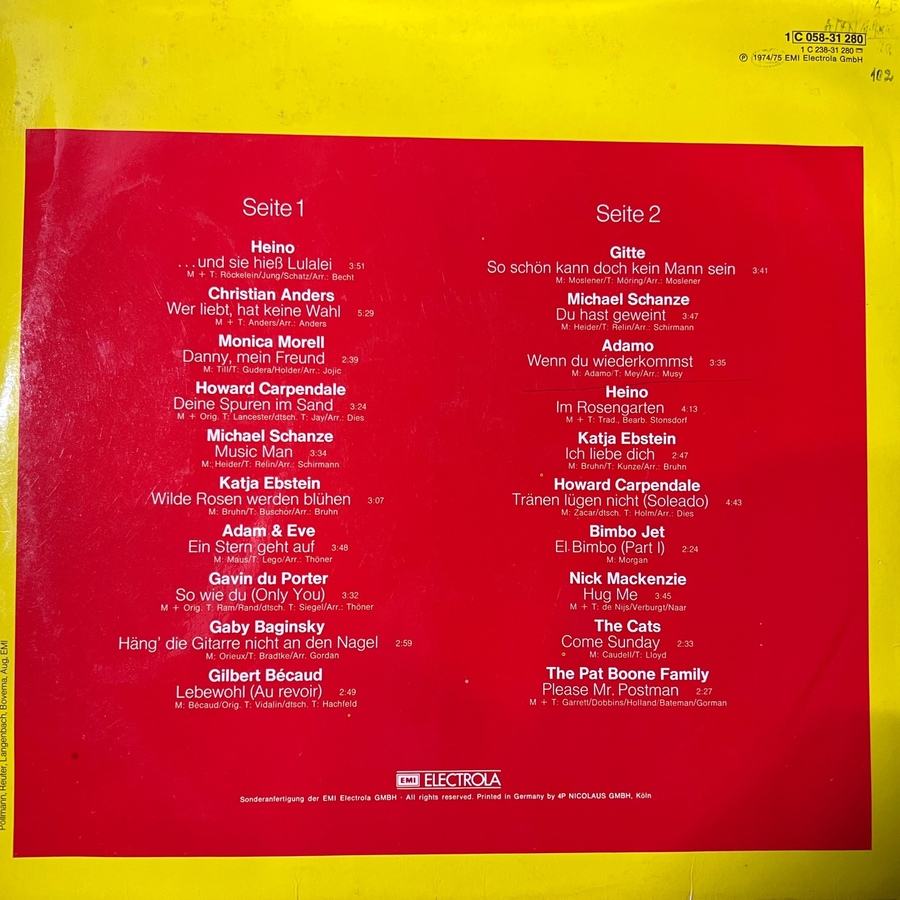 1 C 058-31 280
1 C 238-31 280
Ⓟ 1974/75 EMI Electrola GmbH
102
Seite 1
Heino
...und sie hieß Lulalei 3:51
M + T: Röckelein/Jung/Schatz/Arr.: Becht
Christian Anders
Wer liebt, hat keine Wahl 5:29
M + T: Anders/Arr.: Anders
Monica Morell
Danny, mein Freund 2:39
M: Till/T: Gudera/Holder/Arr.: Jojic
Howard Carpendale
Deine Spuren im Sand 3:24
M + Orig. T: Lancester/dtsch. T: Jay/Arr.: Dies
Michael Schanze
Music Man 3:34
M: Heider/T: Relin/Arr.: Schirmann
Katja Ebstein
Wilde Rosen werden blühen 3:07
M: Bruhn/T: Buschor/Arr.: Bruhn
Adam & Eve
Ein Stern geht auf 3:48
M: Maus/T: Lego/Arr.: Thöner
Gavin du Porter
So wie du (Only You) 3:32
M + Orig. T: Ram/Rand/dtsch. T: Siegel/Arr.: Thöner
Gaby Baginsky
Häng' die Gitarre nicht an den Nagel 2:59
M: Orieux/T: Bradtke/Arr. Gordan
Gilbert Bécaud
Lebewohl (Au revoir) 2:49
M: Bécaud/Orig. T: Vidalin/dtsch. T: Hachfeld
Seite 2
Gitte
So schön kann doch kein Mann sein 3:41
M: Moslener/T: Möring/Arr.: Moslener
Michael Schanze
Du hast geweint 3:47
M: Heider/T: Relin/Arr.: Schirmann
Adamo
Wenn du wiederkommst 3:35
M: Adamo/T: Mey/Arr.: Musy
Heino
Im Rosengarten 4:13
M + T: Trad., Bearb. Stonsdorf
Katja Ebstein
Ich liebe dich 2:47
M: Bruhn/T: Kunze/Arr.: Bruhn
Howard Carpendale
Tränen lügen nicht (Soleado) 4:43
M: Zacar/dtsch. T: Holm/Arr.: Dies
Bimbo Jet
El Bimbo (Part I) 2:24
M: Morgan
Nick Mackenzie
Hug Me 3:45
M + T: de Nijs/Verburgt/Naar
The Cats
Come Sunday 2:33
M: Caudell/T: Lloyd
The Pat Boone Family
Please Mr. Postman 2:27
M + T: Garrett/Dobbins/Holland/Bateman/Gorman
EMI ELECTROLA
Sonderanfertigung der EMI Electrola GMBH · All rights reserved. Printed in Germany by 4P NICOLAUS GMBH, Köln
Pollmann, Reuter, Langenbach, Bovema, Aug, EMI